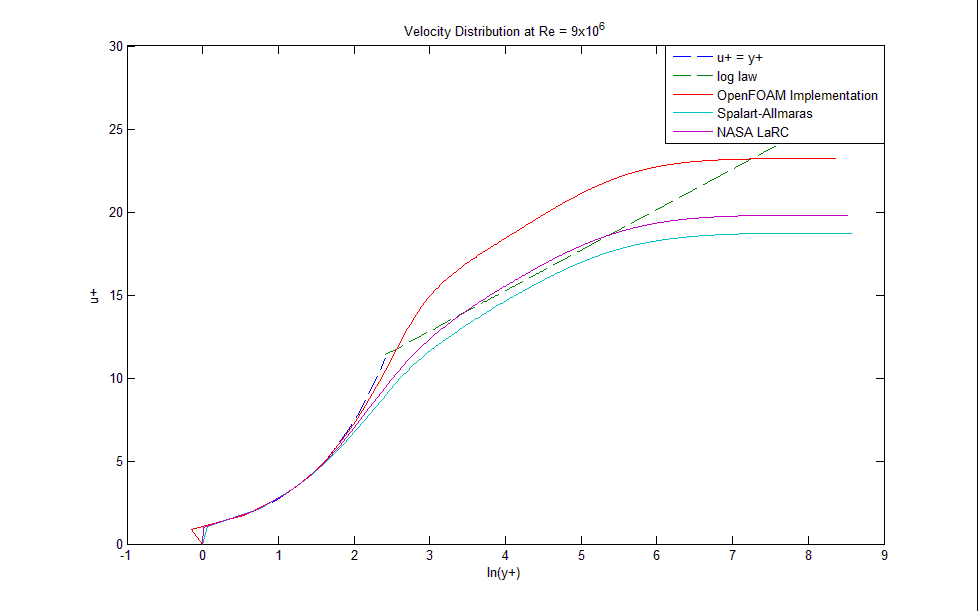 Velocity Distribution at Re = 9x10^6
30
25
20
15
10
5
0
u+
-1 0 1 2 3 4 5 6 7 8 9
ln(y+)
u+ = y+
log law
OpenFOAM Implementation
Spalart-Allmaras
NASA LaRC